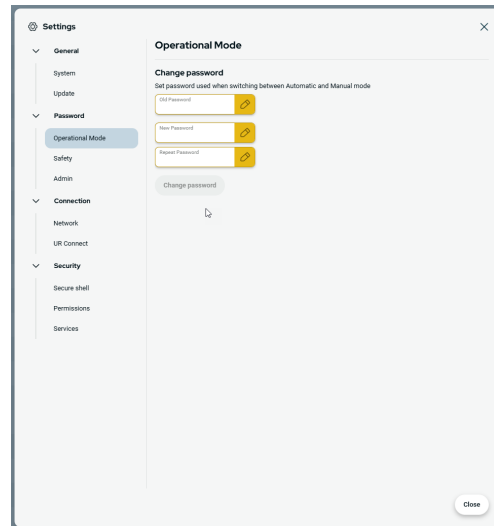 Settings
General
System
Update
Password
Operational Mode
Safety
Admin
Connection
Network
UR Connect
Security
Secure shell
Permissions
Services
Operational Mode
Change password
Set password used when switching between Automatic and Manual mode
Old Password
New Password
Repeat Password
Change password
Close